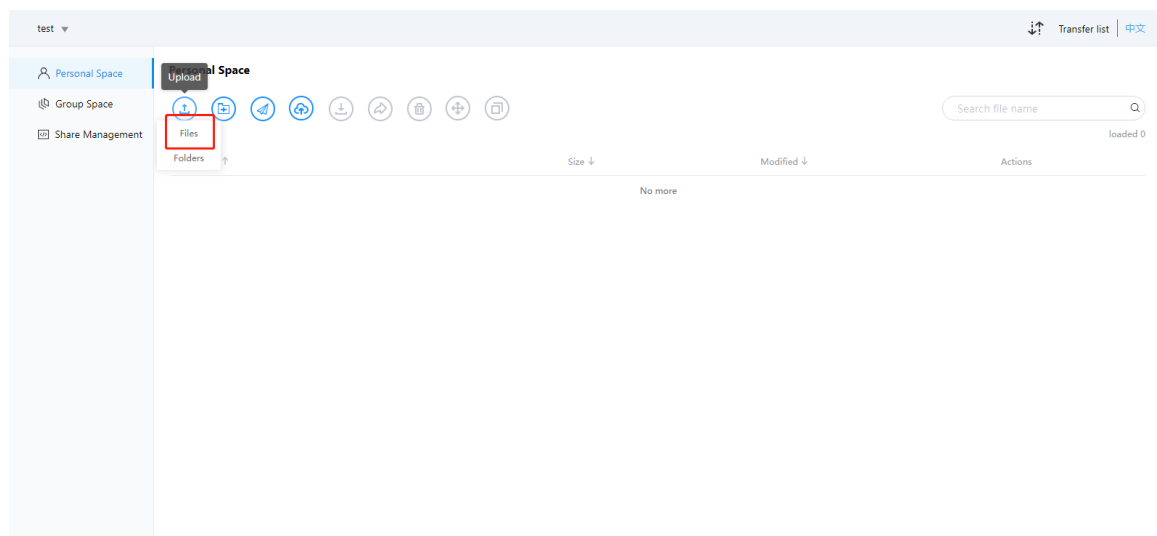 test
Transfer list
中文
Personal Space
Group Space
Share Management
Personal Space
Upload
Files
Folders
Search file name
loaded 0
Size ↓
Modified ↓
Actions
No more